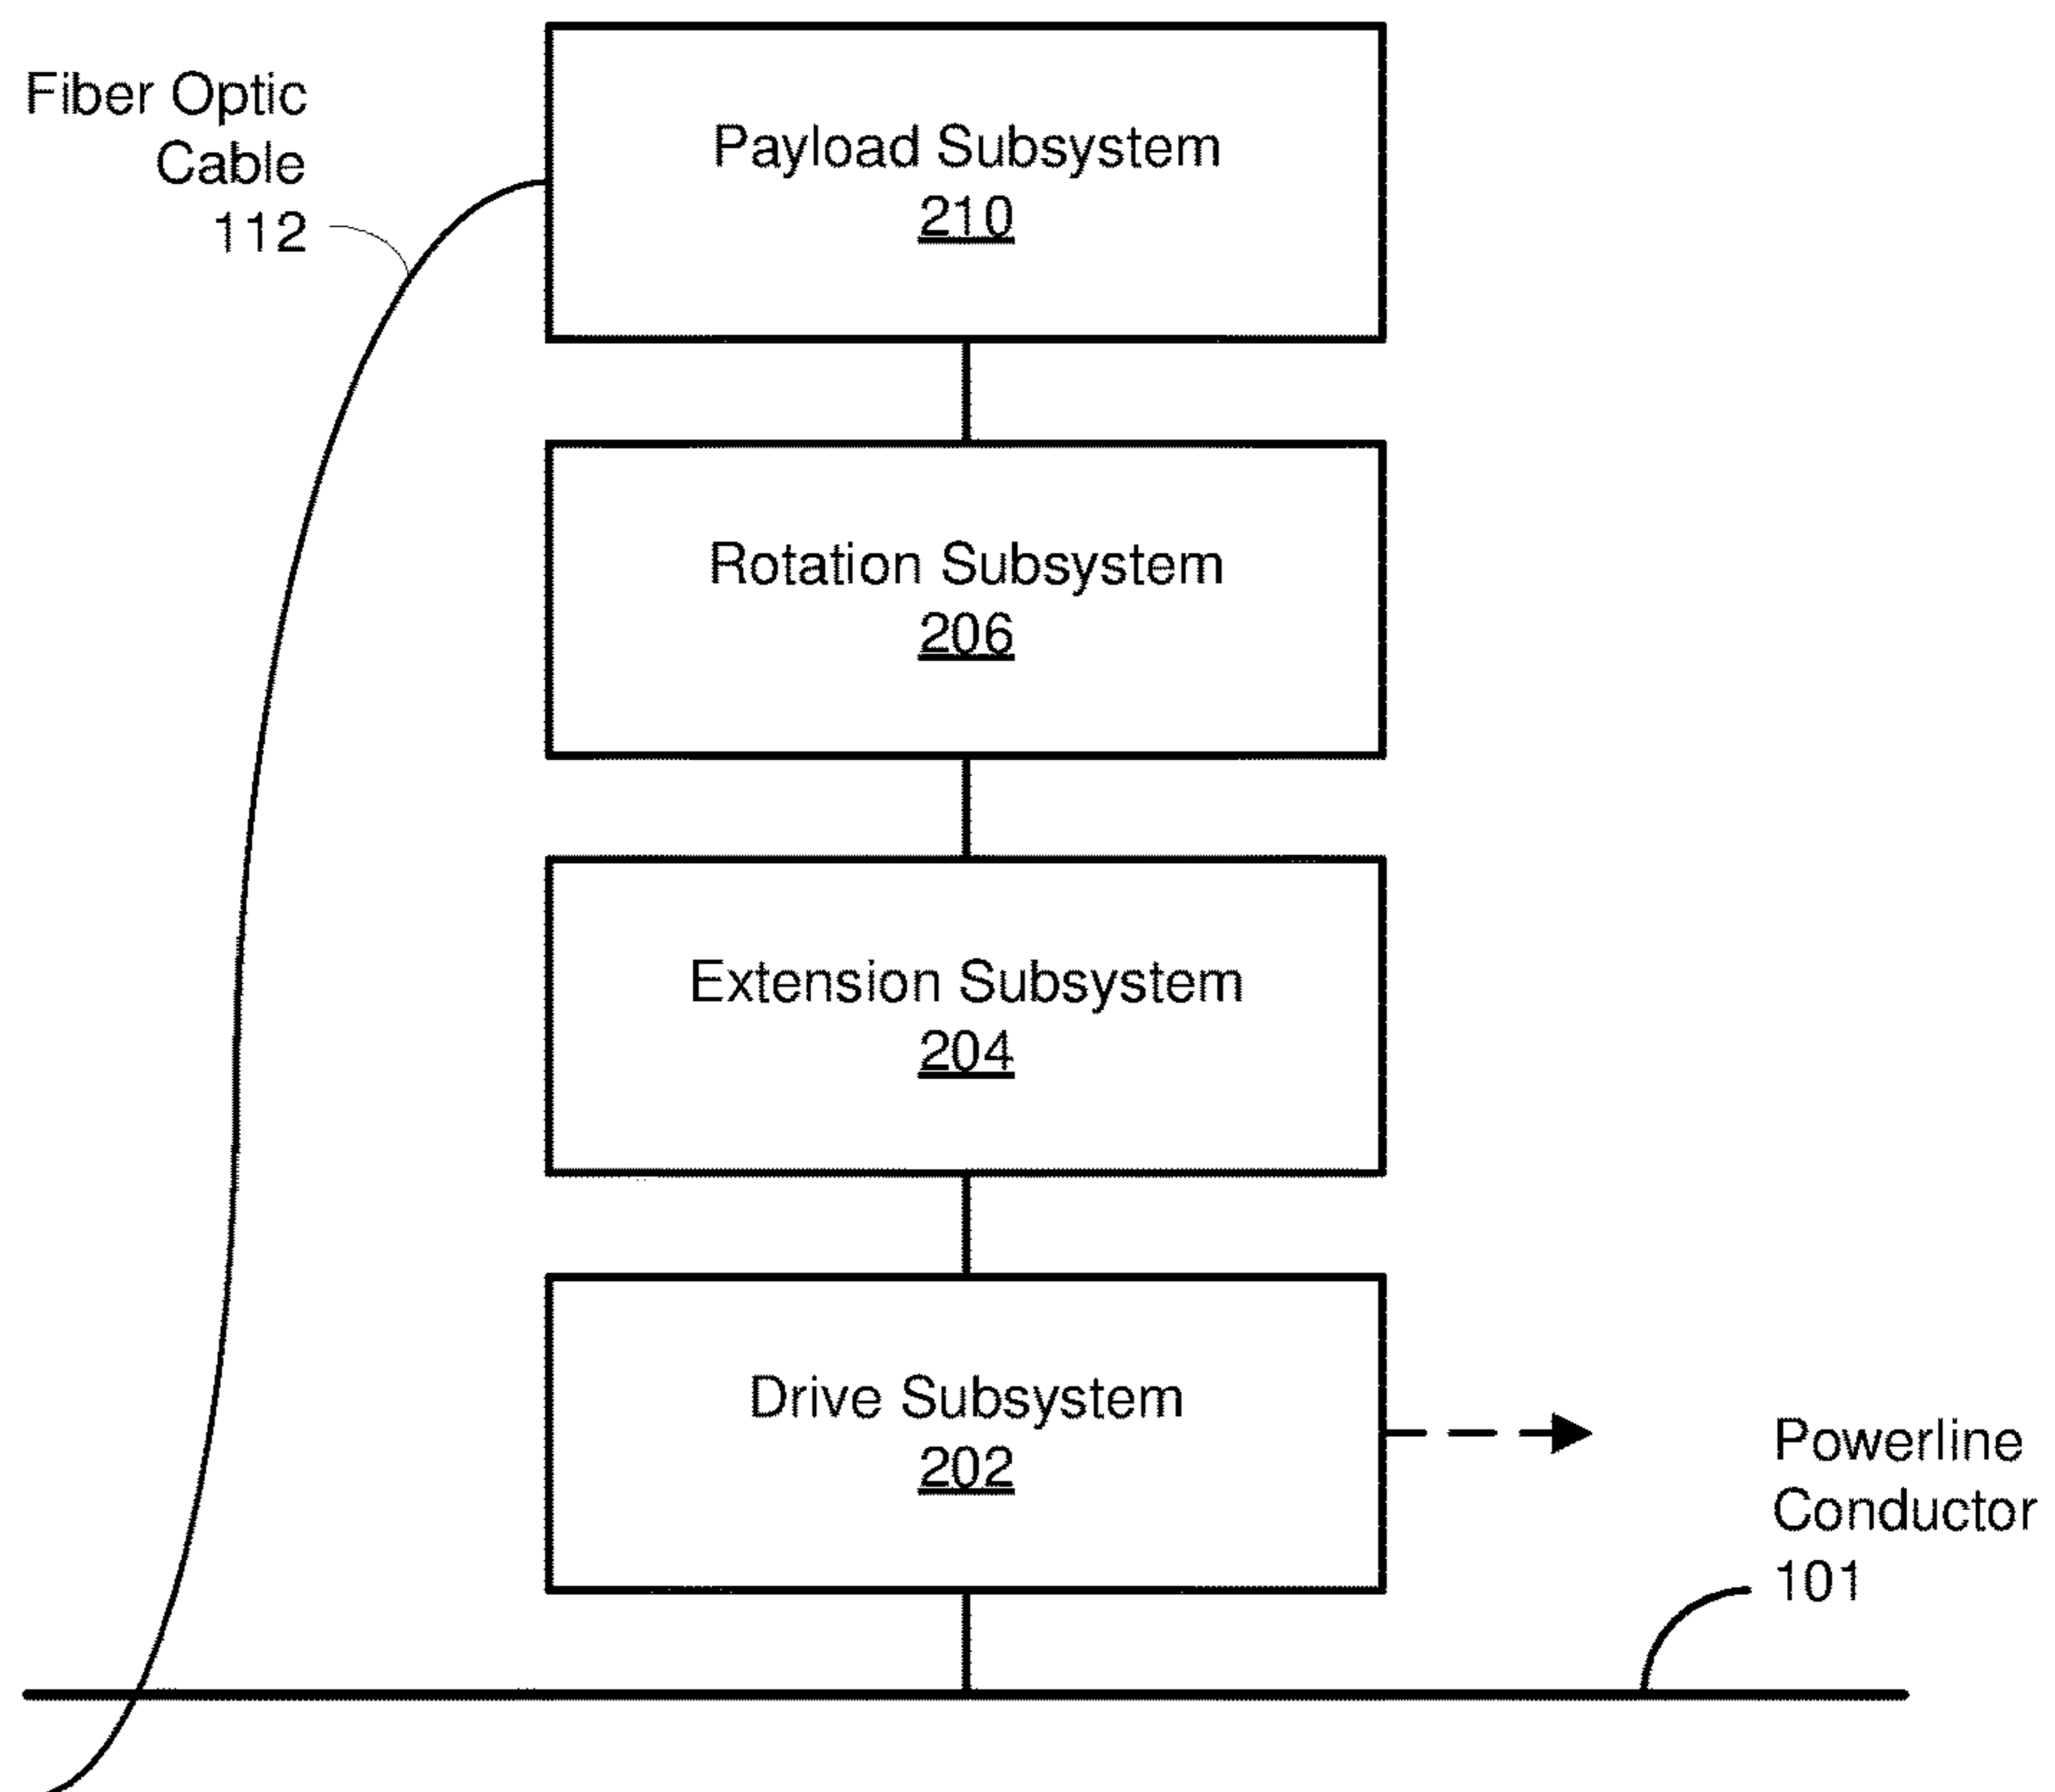 Fiber Optic
Cable
112
Payload Subsystem
210
Rotation Subsystem
206
Extension Subsystem
204
Drive Subsystem
202
Powerline
Conductor
101